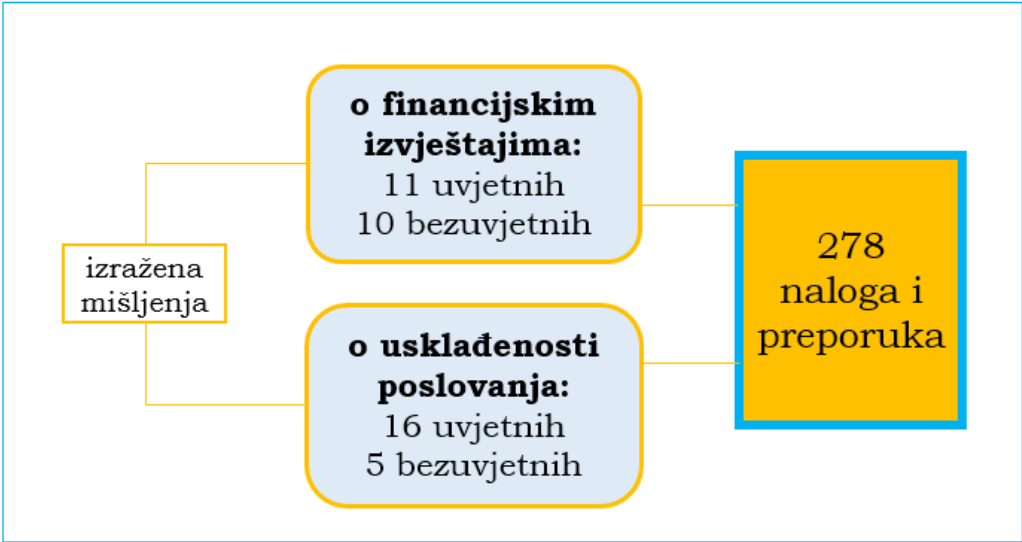 izražena
mišljenja
o financijskim
izvještajima:
11 uvjetnih
10 bezuvjetnih
o usklađenosti
poslovanja:
16 uvjetnih
5 bezuvjetnih
278
naloga i
preporuka